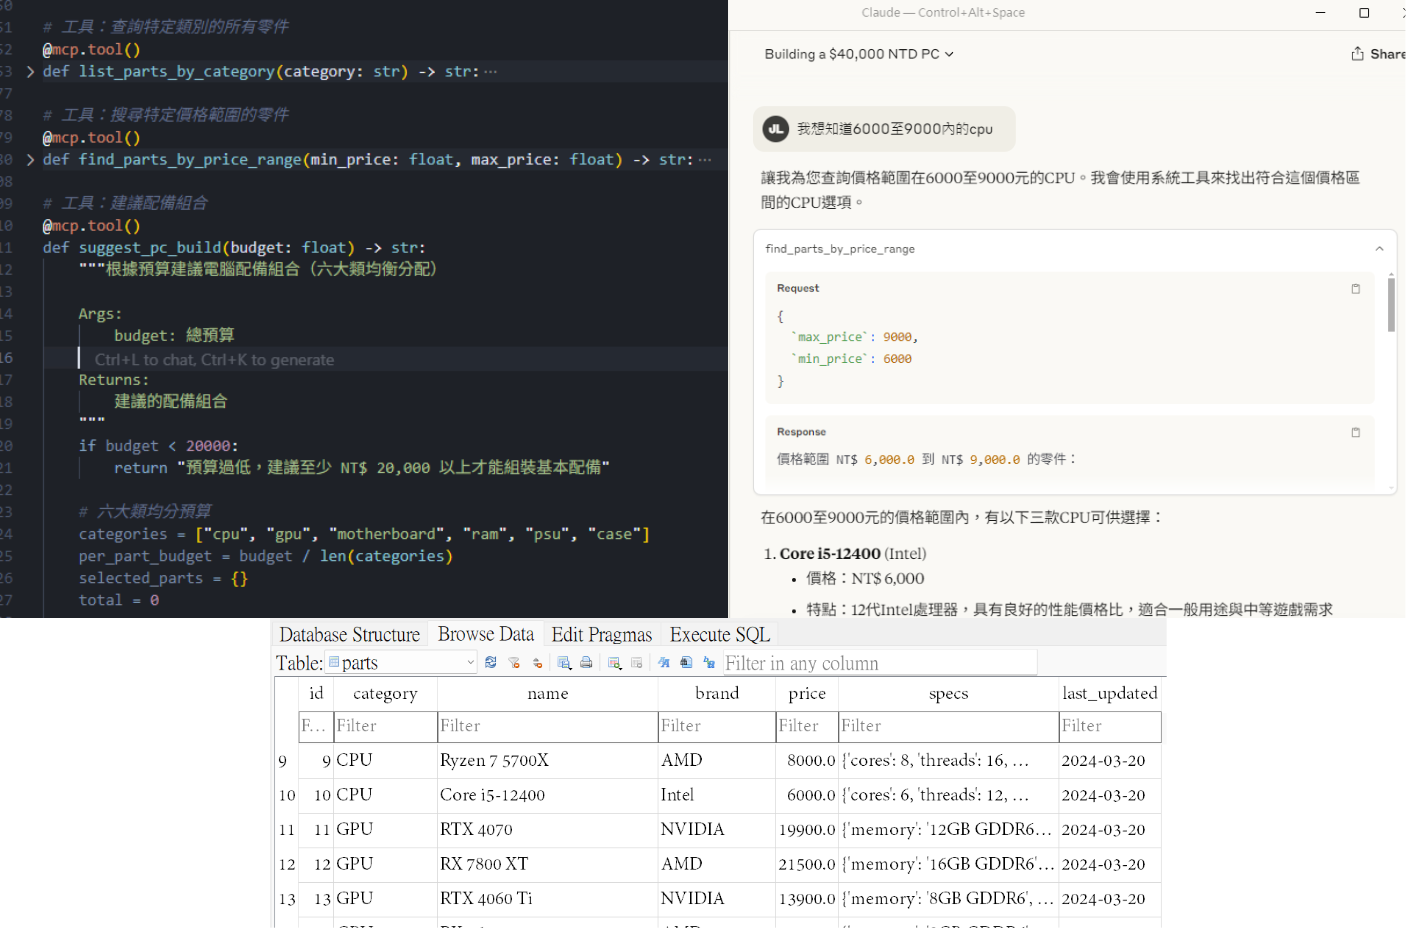 50
51 # 工具：查詢特定類別的所有零件
52 @mcp.tool()
53 def list_parts_by_category(category: str) -> str:···
77
78 # 工具：搜尋特定價格範圍的零件
79 @mcp.tool()
80 def find_parts_by_price_range(min_price: float, max_price: float) -> str:···
08
09 # 工具：建議配備組合
10 @mcp.tool()
11 def suggest_pc_build(budget: float) -> str:
12 """根據預算建議電腦配備組合（六大類均衡分配）
13
14 Args:
15 budget: 總預算
16 Ctrl+L to chat, Ctrl+K to generate
17 Returns:
18 建議的配備組合
19 """
20 if budget < 20000:
21 return "預算過低，建議至少 NT$ 20,000 以上才能組裝基本配備"
22
23 # 六大類均分預算
24 categories = ["cpu", "gpu", "motherboard", "ram", "psu", "case"]
25 per_part_budget = budget / len(categories)
26 selected_parts = {}
27 total = 0
Claude — Control+Alt+Space
Building a $40,000 NTD PC
Share
JL 我想知道6000至9000內的cpu
讓我為您查詢價格範圍在6000至9000元的CPU。我會使用系統工具來找出符合這個價格區
間的CPU選項。
find_parts_by_price_range
Request
{
`max_price`: 9000,
`min_price`: 6000
}
Response
價格範圍 NT$ 6,000.0 到 NT$ 9,000.0 的零件：
在6000至9000元的價格範圍內，有以下三款CPU可供選擇：
1. Core i5-12400 (Intel)
• 價格：NT$ 6,000
• 特點：12代Intel處理器，具有良好的性能價格比，適合一般用途與中等遊戲需求
Database Structure Browse Data Edit Pragmas Execute SQL
Table: parts Filter in any column
id category name brand price specs last_updated
F... Filter Filter Filter Filter Filter Filter
9 9 CPU Ryzen 7 5700X AMD 8000.0 {'cores': 8, 'threads': 16, ... 2024-03-20
10 10 CPU Core i5-12400 Intel 6000.0 {'cores': 6, 'threads': 12, ... 2024-03-20
11 11 GPU RTX 4070 NVIDIA 19900.0 {'memory': '12GB GDDR6... 2024-03-20
12 12 GPU RX 7800 XT AMD 21500.0 {'memory': '16GB GDDR6'... 2024-03-20
13 13 GPU RTX 4060 Ti NVIDIA 13900.0 {'memory': '8GB GDDR6', ... 2024-03-20